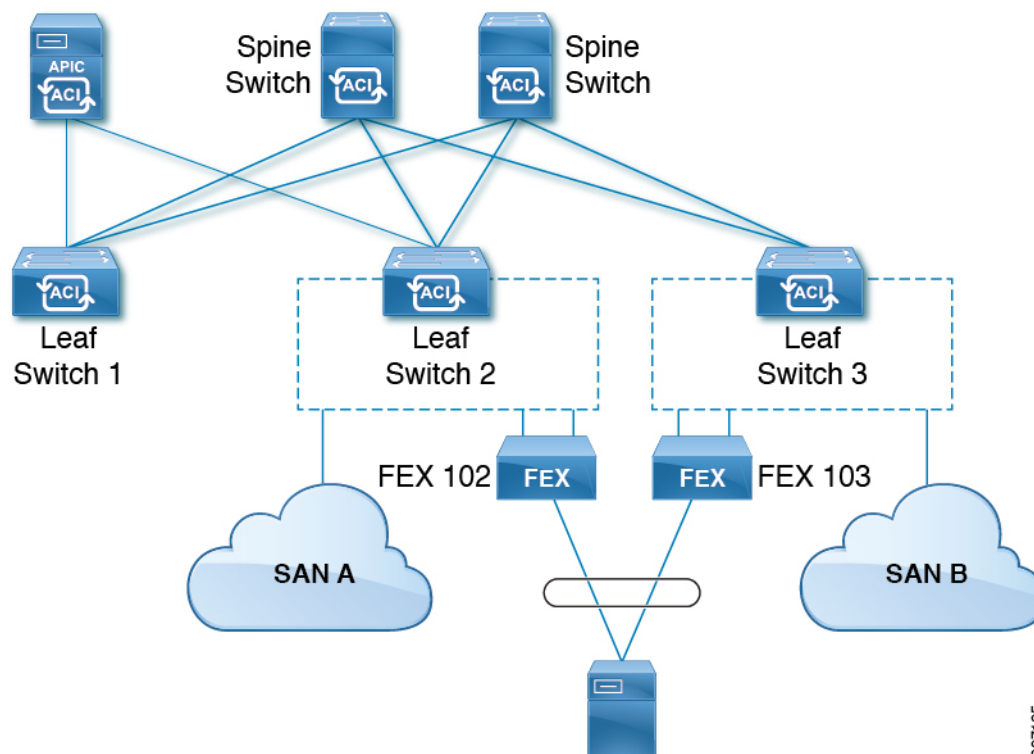 APIC
ACI
Spine
Switch
ACI
ACI
Spine
Switch
ACI
Leaf
Switch 1
ACI
Leaf
Switch 2
ACI
Leaf
Switch 3
FEX 102
FEX
FEX
FEX 103
SAN A
SAN B